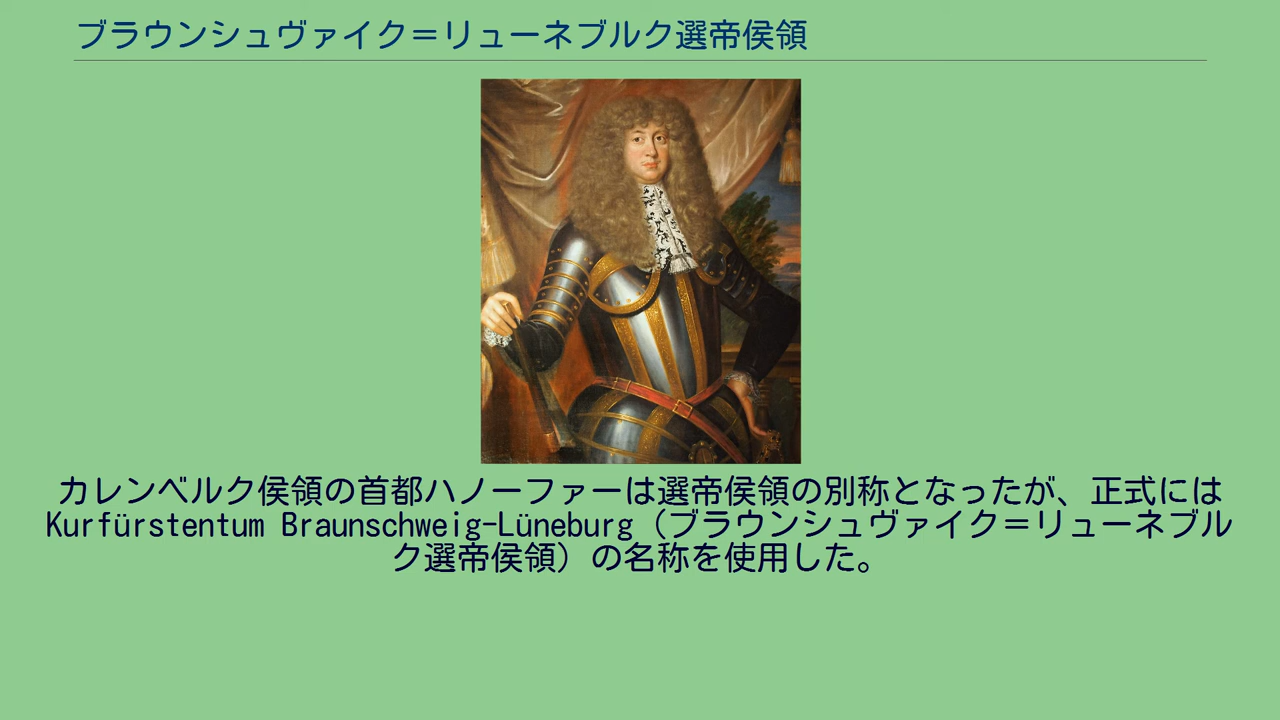 ブラウンシュヴァイク＝リューネブルク選帝侯領
カレンベルク侯領の首都ハノーファーは選帝侯領の別称となったが、正式には
Kurfürstentum Braunschweig-Lüneburg（ブラウンシュヴァイク＝リューネブル
ク選帝侯領）の名称を使用した。